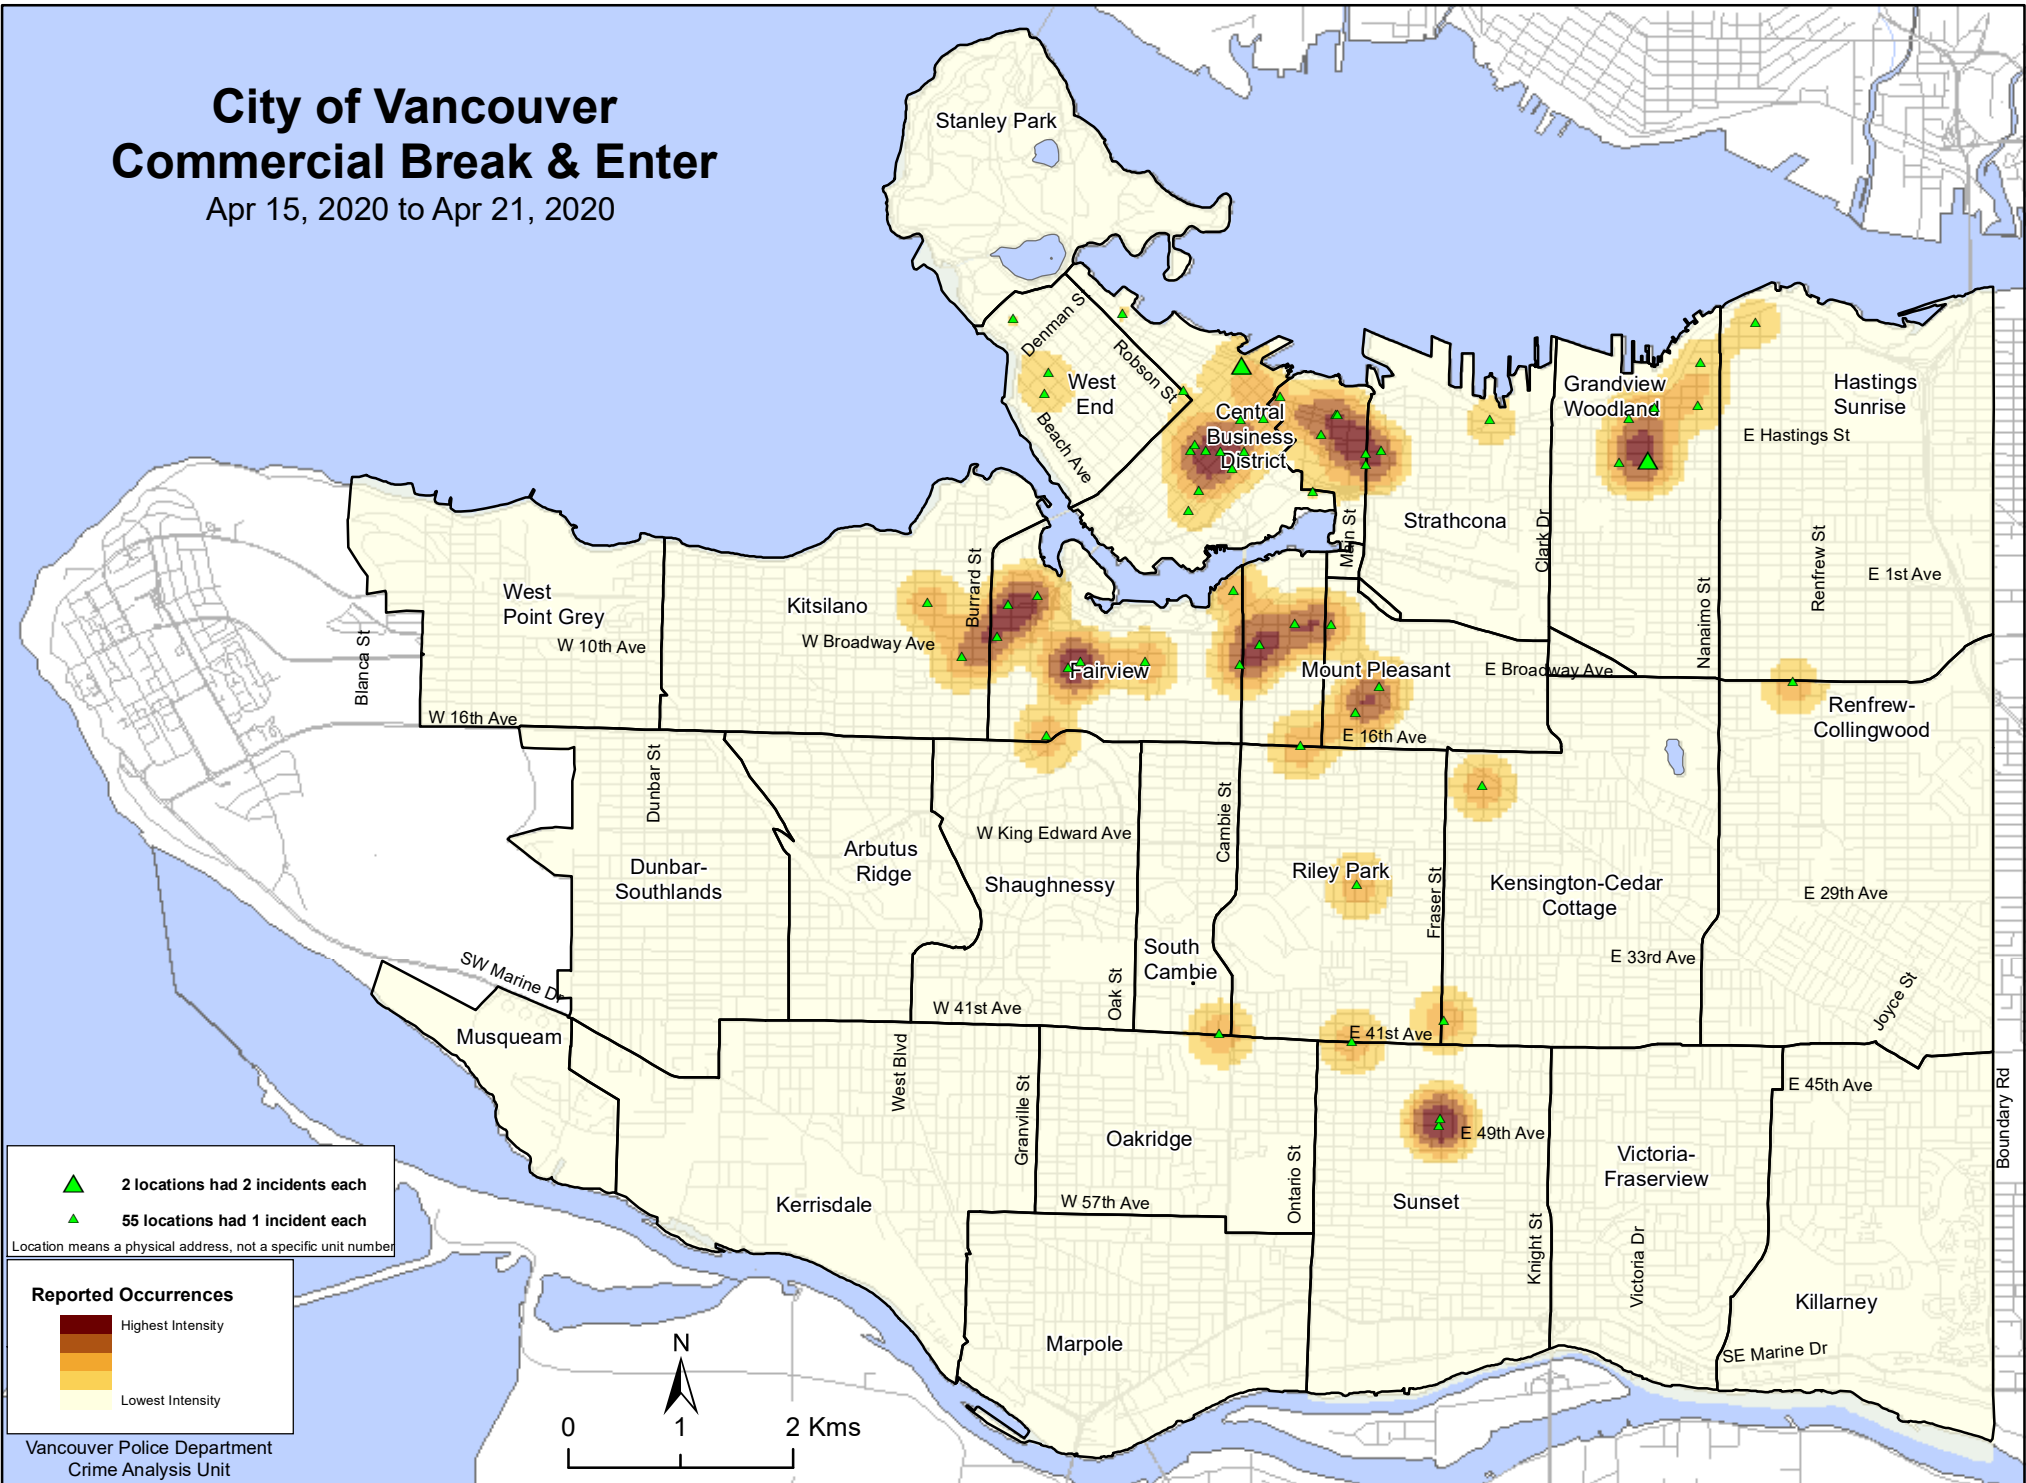 City of Vancouver
Commercial Break & Enter
Apr 15, 2020 to Apr 21, 2020
Stanley Park
Denman S
Robson St
West
End
Beach Ave
Central
Business
District
Grandview
Woodland
Hastings
Sunrise
E Hastings St
Strathcona
Main St
Clark Dr
Nanaimo St
Renfrew St
E 1st Ave
West
Point Grey
W 10th Ave
Blanca St
W 16th Ave
Kitsilano
W Broadway Ave
Burrard St
Fairview
Mount Pleasant
E Broadway Ave
E 16th Ave
Renfrew-
Collingwood
Dunbar St
Dunbar-
Southlands
Arbutus
Ridge
W King Edward Ave
Shaughnessy
Cambie St
Riley Park
Fraser St
Kensington-Cedar
Cottage
E 29th Ave
E 33rd Ave
South
Cambie
Oak St
SW Marine Dr
Musqueam
W 41st Ave
E 41st Ave
Joyce St
West Blvd
Granville St
Oakridge
Ontario St
E 49th Ave
E 45th Ave
Boundary Rd
Victoria-
Fraserview
Kerrisdale
W 57th Ave
Sunset
Knight St
Victoria Dr
Killarney
SE Marine Dr
Marpole
2 locations had 2 incidents each
55 locations had 1 incident each
Location means a physical address, not a specific unit number
Reported Occurrences
Highest Intensity
Lowest Intensity
Vancouver Police Department
Crime Analysis Unit
N
0 1 2 Kms